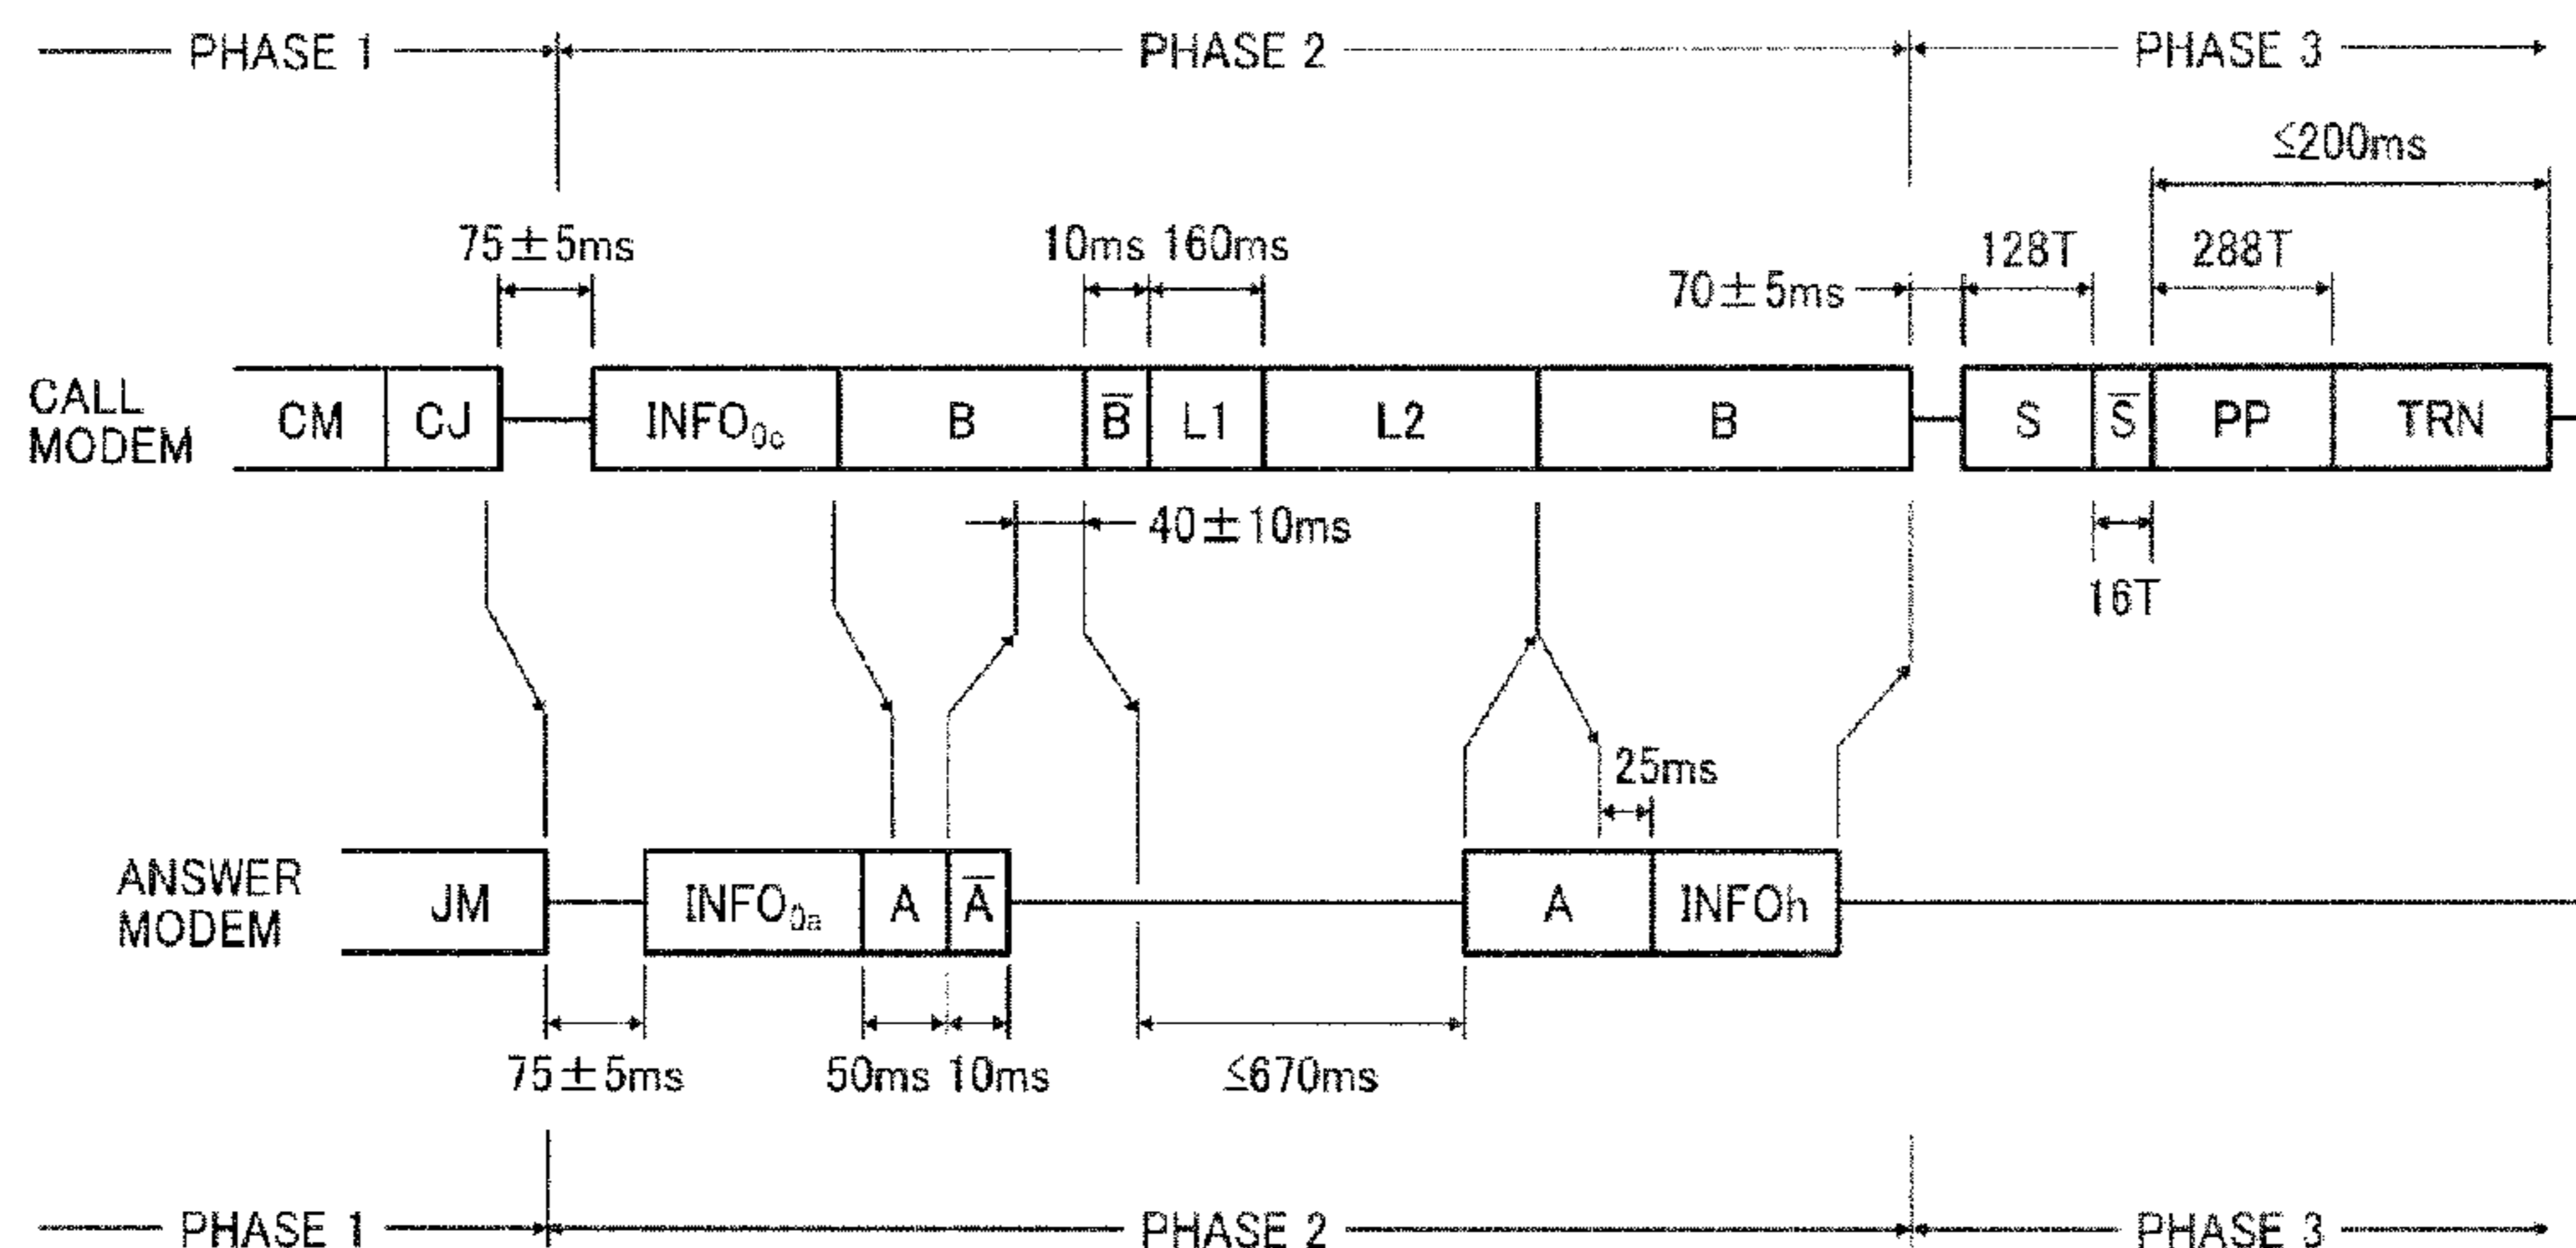 PHASE 1 PHASE 2 PHASE 3
≤200ms
75±5ms 10ms 160ms 70±5ms 128T 288T
CALL
MODEM
CM CJ INFO₀c B B̅ L1 L2 B S S̅ PP TRN
40±10ms
16T
25ms
ANSWER
MODEM
JM INFO₀a A A̅ A INFOh
75±5ms 50ms 10ms ≤670ms
PHASE 1 PHASE 2 PHASE 3